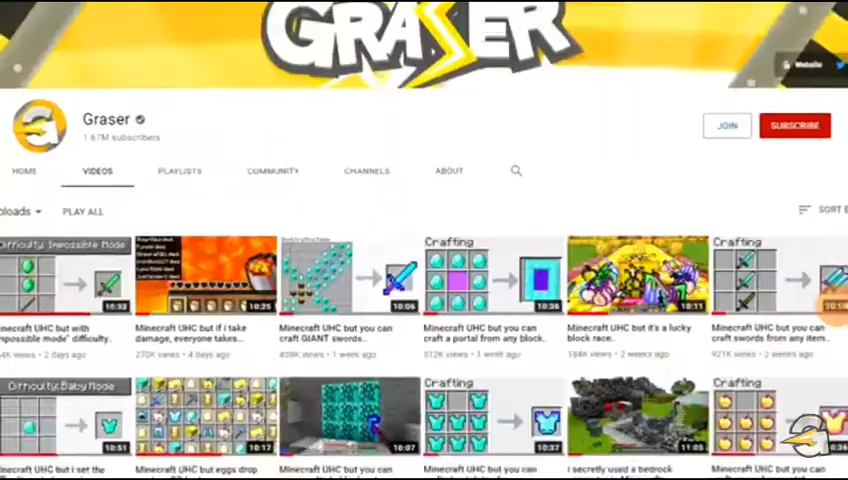 GRASER
Website
Graser
1.67M subscribers
JOIN
SUBSCRIBE
HOME
VIDEOS
PLAYLISTS
COMMUNITY
CHANNELS
ABOUT
PLAY ALL
SORT
Difficulty: Impossible Mode
Crafting
Crafting
10:33
10:25
10:06
10:36
10:11
Minecraft UHC but with
"impossible mode" difficulty.
2 days ago
Minecraft UHC but if i take
damage, everyone takes...
270K views • 4 days ago
Minecraft UHC but you can
craft GIANT swords.
1 week ago
Minecraft UHC but you can
craft a portal from any block.
512K views • 1 week ago
Minecraft UHC but it's a lucky
block race.
184K views • 2 weeks ago
Minecraft UHC but you can
craft swords from any item
921K views • 2 weeks ago
Difficulty: Baby Mode
Crafting
Crafting
10:51
10:17
10:07
10:37
11:05
Minecraft UHC but i set the
Minecraft UHC but eggs drop
Minecraft UHC but you can
Minecraft UHC but you can
I secretly used a bedrock
Minecraft UHC but you can